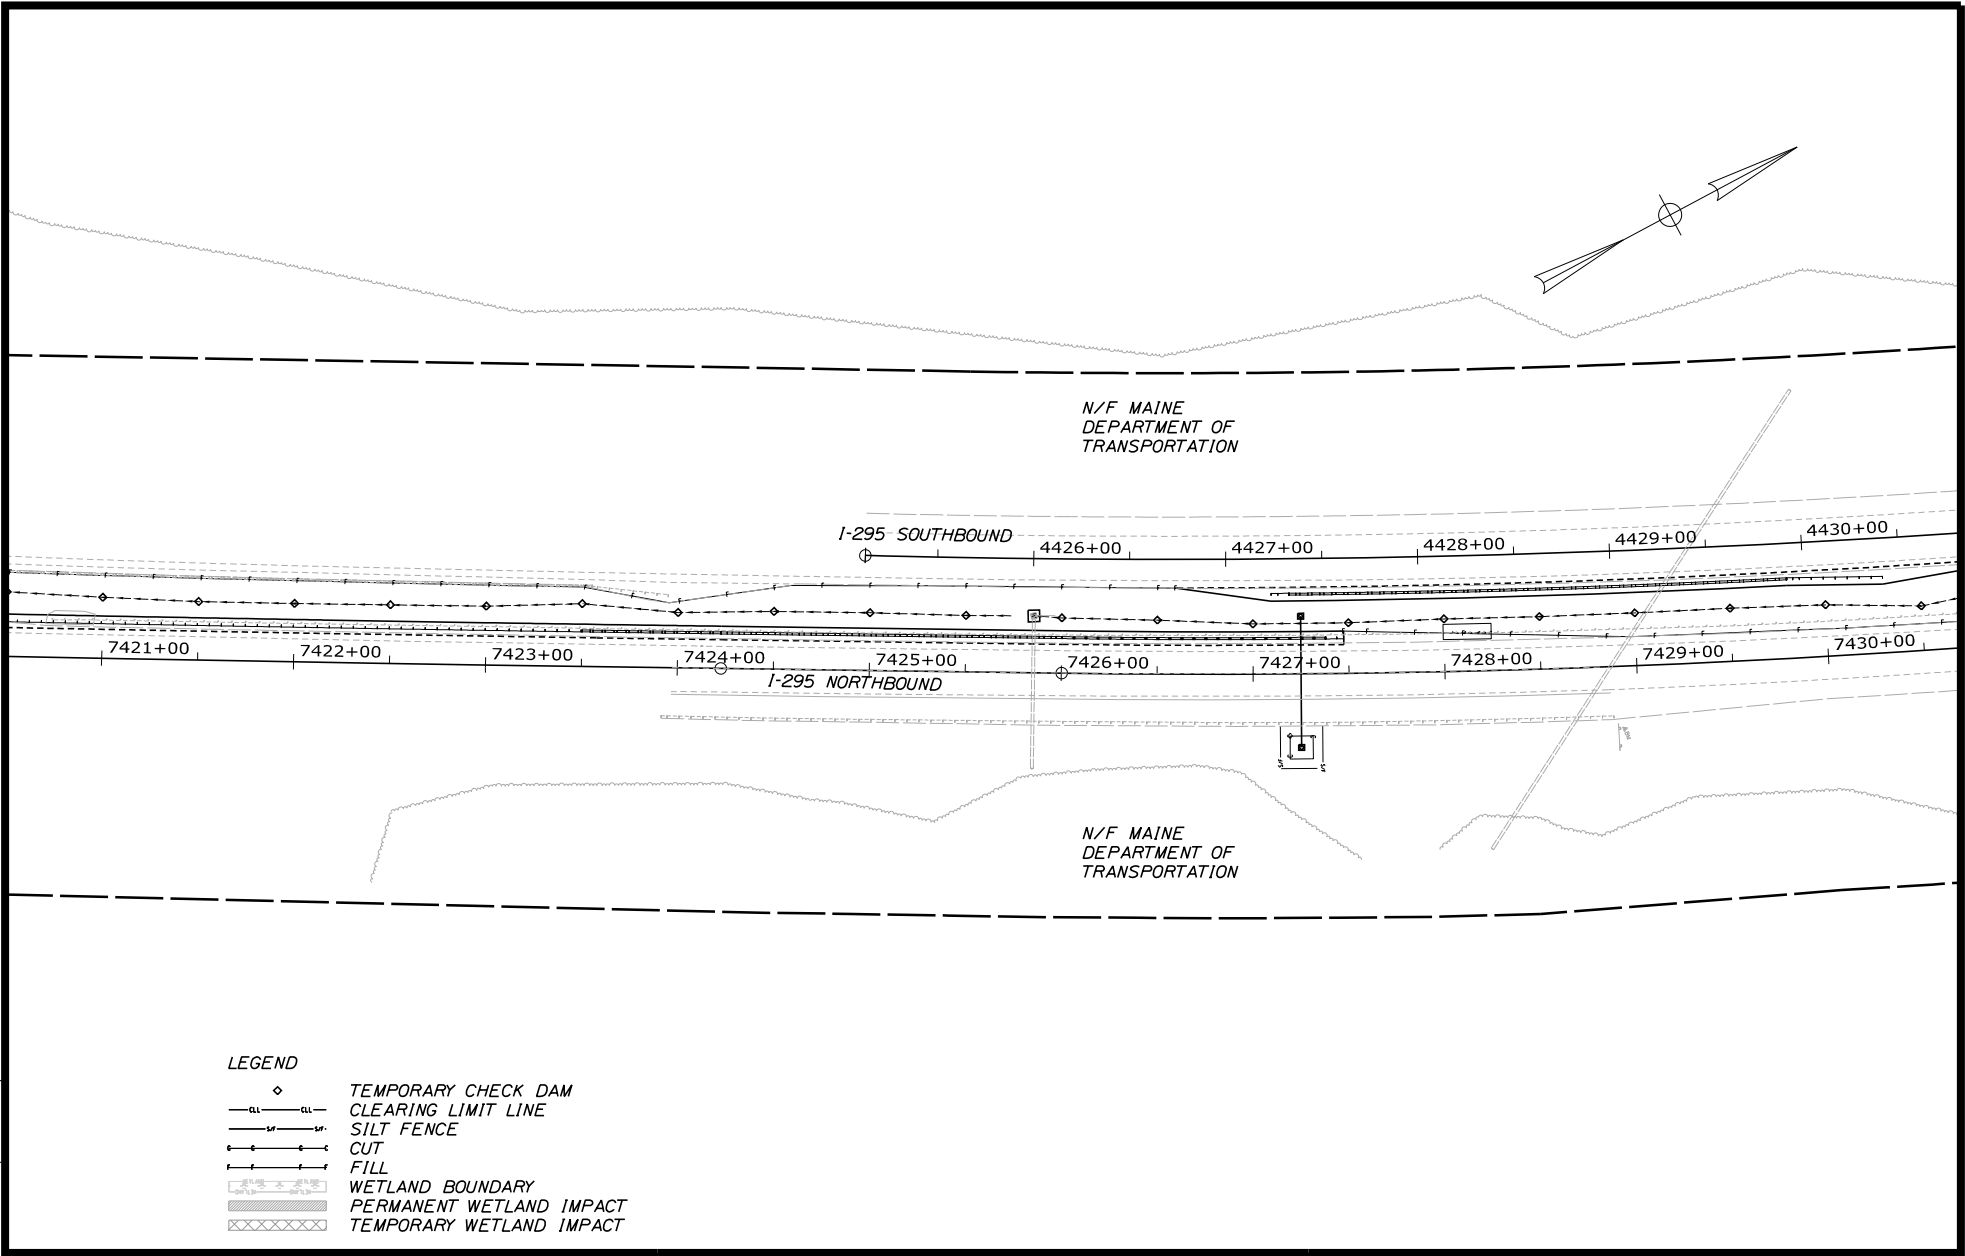 N/F MAINE
DEPARTMENT OF
TRANSPORTATION
I-295 SOUTHBOUND
4426+00
4427+00
4428+00
4429+00
4430+00
7421+00
7422+00
7423+00
7424+00
7425+00
7426+00
7427+00
7428+00
7429+00
7430+00
I-295 NORTHBOUND
S/F
S/F
N/F MAINE
DEPARTMENT OF
TRANSPORTATION
LEGEND
TEMPORARY CHECK DAM
CLL CLL CLEARING LIMIT LINE
S/F S/F SILT FENCE
C C C C CUT
F F F F FILL
WETLAND BOUNDARY
PERMANENT WETLAND IMPACT
TEMPORARY WETLAND IMPACT